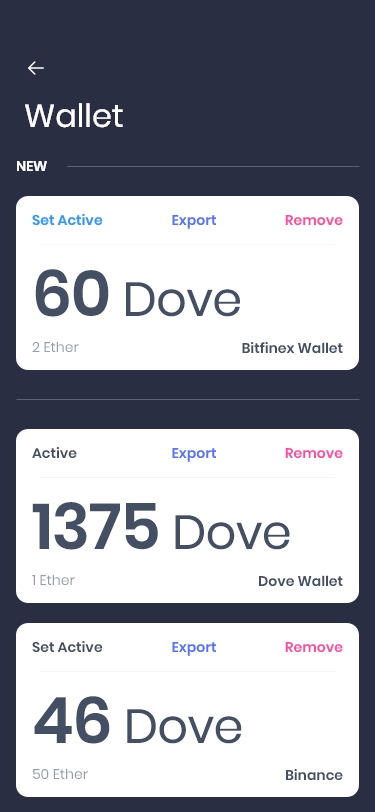 Wallet
NEW
Set Active Export Remove
60 Dove
2 Ether Bitfinex Wallet
Active Export Remove
1375 Dove
1 Ether Dove Wallet
Set Active Export Remove
46 Dove
50 Ether Binance